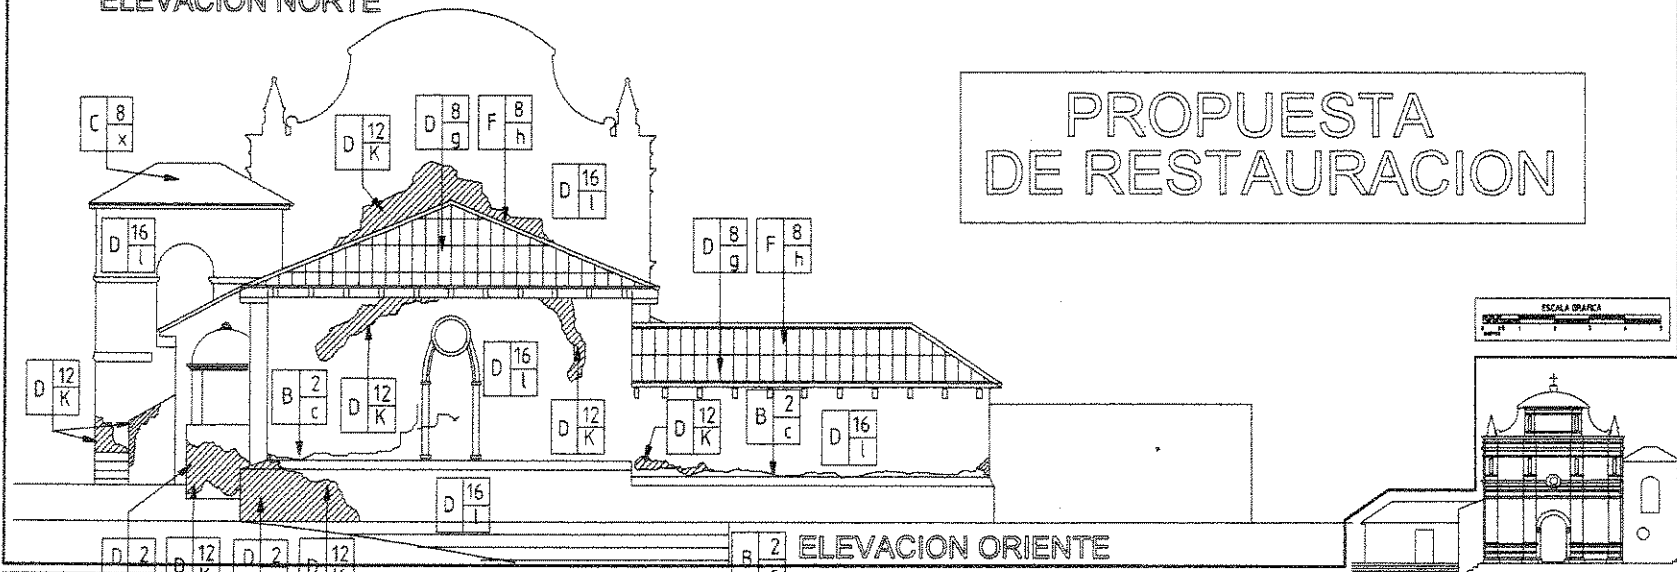 ELEVACION NORTE
PROPUESTA
DE RESTAURACION
C 8 x
D 12 K
D 8 g
F 8 h
D 16 l
D 16 l
D 8 g
F 8 h
ESCALA GRAFICA
D 12 K
B 2 c
D 12 K
D 16 l
D 12 K
D 12 K
B 2 c
D 16 l
D 16 l
D 2
D 12 K
D 2
D 12
B 2
ELEVACION ORIENTE